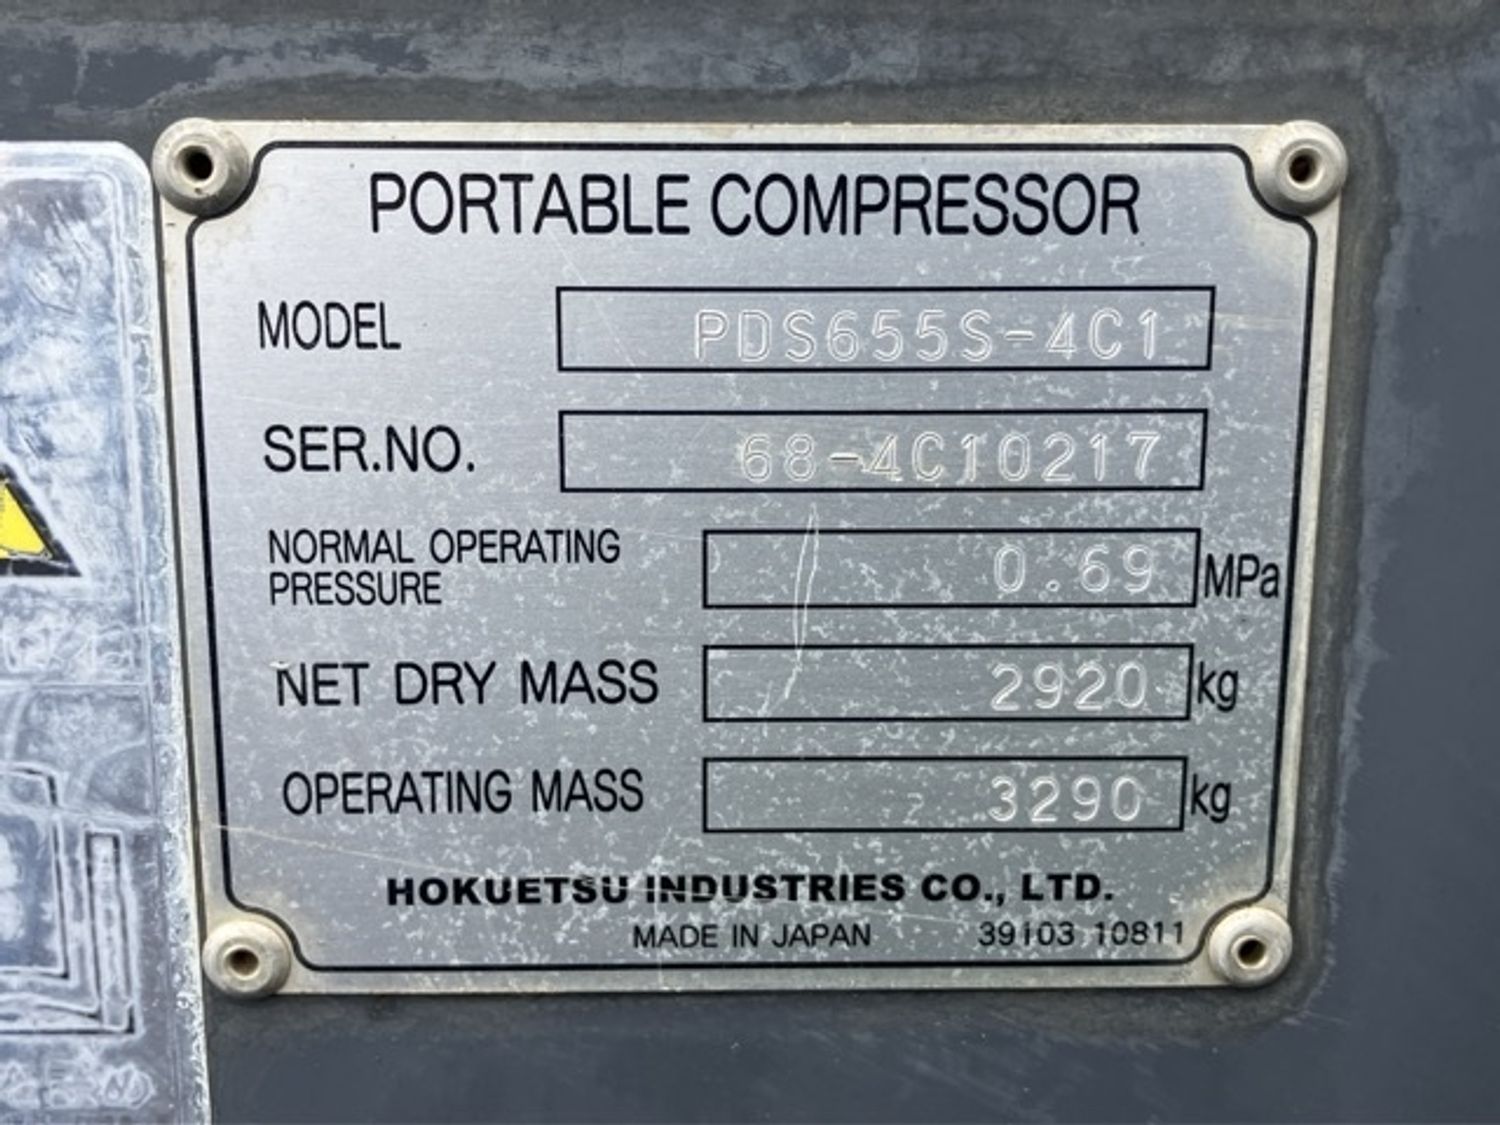 PORTABLE COMPRESSOR
MODEL PDS655S-4C1
SER.NO. 68-4C10217
NORMAL OPERATING
PRESSURE 0.69 MPa
NET DRY MASS 2920 kg
OPERATING MASS 3290 kg
HOKUETSU INDUSTRIES CO., LTD.
MADE IN JAPAN 39103 10811